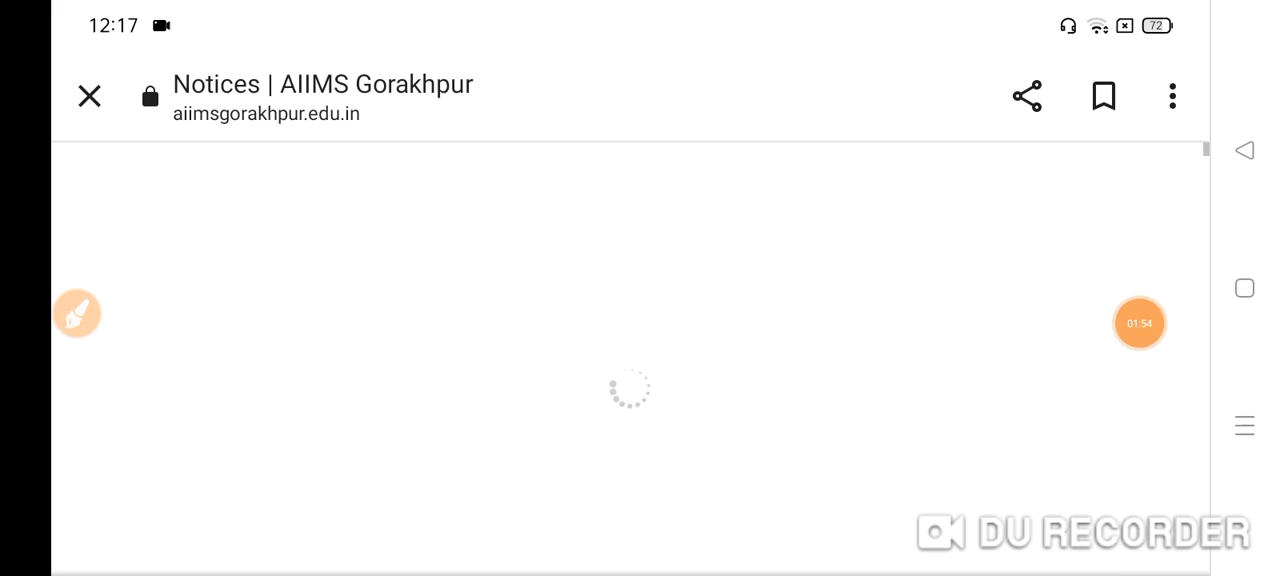 12:17
72
Notices | AIIMS Gorakhpur
aiimsgorakhpur.edu.in
01:54
DU RECORDER